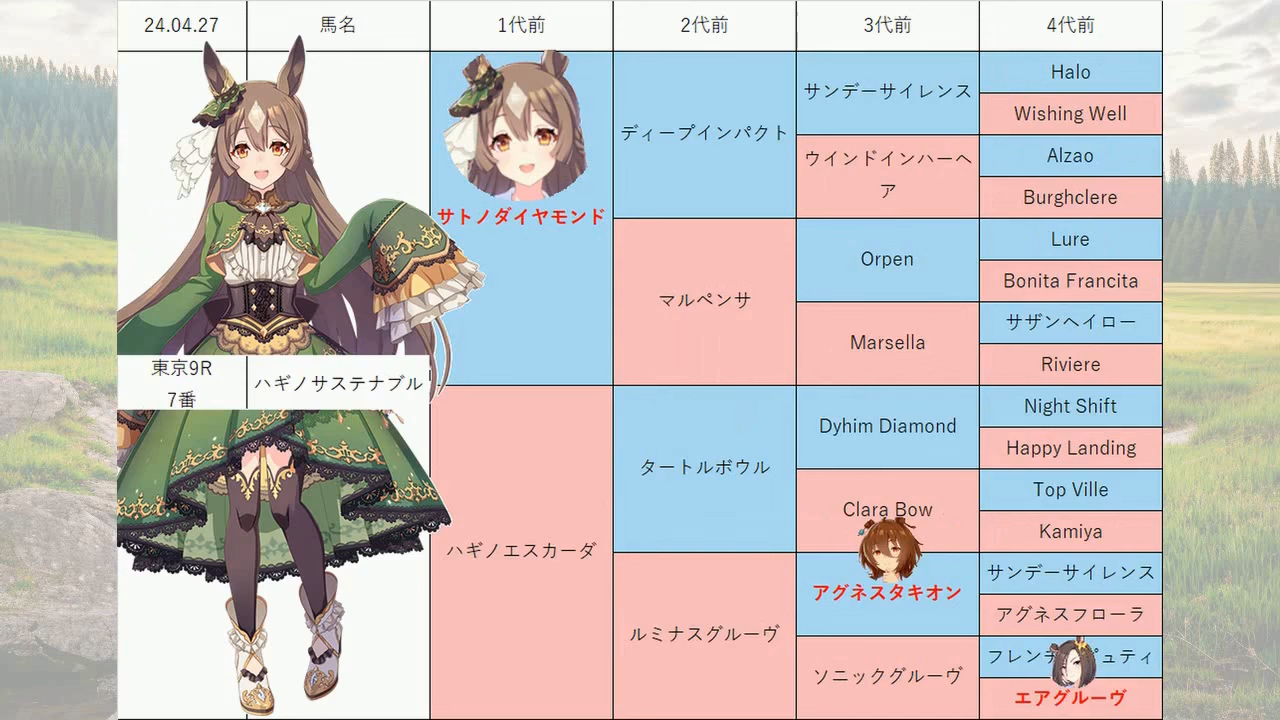 24.04.27
馬名
1代前
2代前
3代前
4代前
サトノダイヤモンド
ディープインパクト
サンデーサイレンス
Halo
Wishing Well
ウインドインハーヘ
ア
Alzao
Burghclere
マルペンサ
Orpen
Lure
Bonita Francita
Marsella
サザンヘイロー
Riviere
東京9R
7番
ハギノサステナブル
ハギノエスカーダ
タートルボウル
Dyhim Diamond
Night Shift
Happy Landing
Clara Bow
Top Ville
Kamiya
ルミナスグルーヴ
アグネスタキオン
サンデーサイレンス
アグネスフローラ
ソニックグルーヴ
フレンチ ピュティ
エアグルーヴ